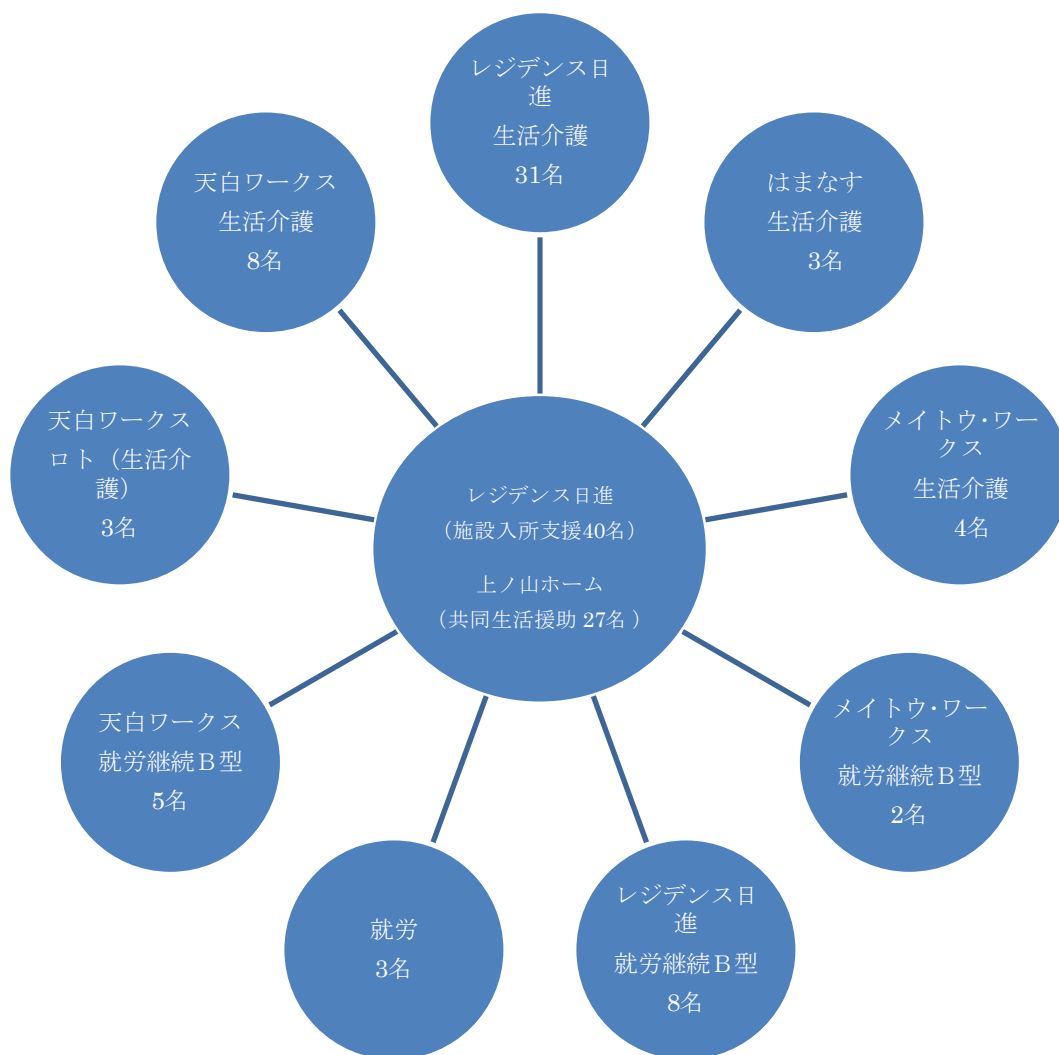 レジデンス日
進
生活介護
31名
はまなす
生活介護
3名
メイトウ･ワー
クス
生活介護
4名
メイトウ･ワー
クス
就労継続Ｂ型
2名
レジデンス日
進
就労継続Ｂ型
8名
就労
3名
天白ワークス
就労継続Ｂ型
5名
天白ワークス
ロト（生活介
護）
3名
天白ワークス
生活介護
8名
レジデンス日進
（施設入所支援40名）
上ノ山ホーム
（共同生活援助 27名 ）